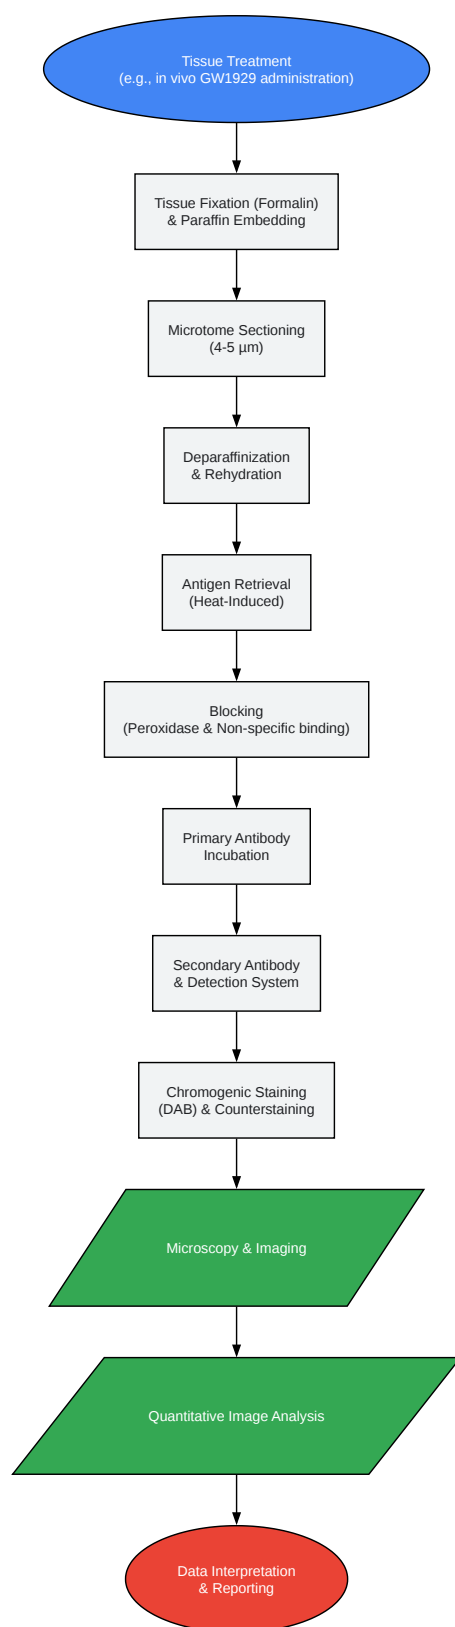 Tissue Treatment
(e.g., in vivo GW1929 administration)
Tissue Fixation (Formalin)
& Paraffin Embedding
Microtome Sectioning
(4-5 µm)
Deparaffinization
& Rehydration
Antigen Retrieval
(Heat-Induced)
Blocking
(Peroxidase & Non-specific binding)
Primary Antibody
Incubation
Secondary Antibody
& Detection System
Chromogenic Staining
(DAB) & Counterstaining
Microscopy & Imaging
Quantitative Image Analysis
Data Interpretation
& Reporting